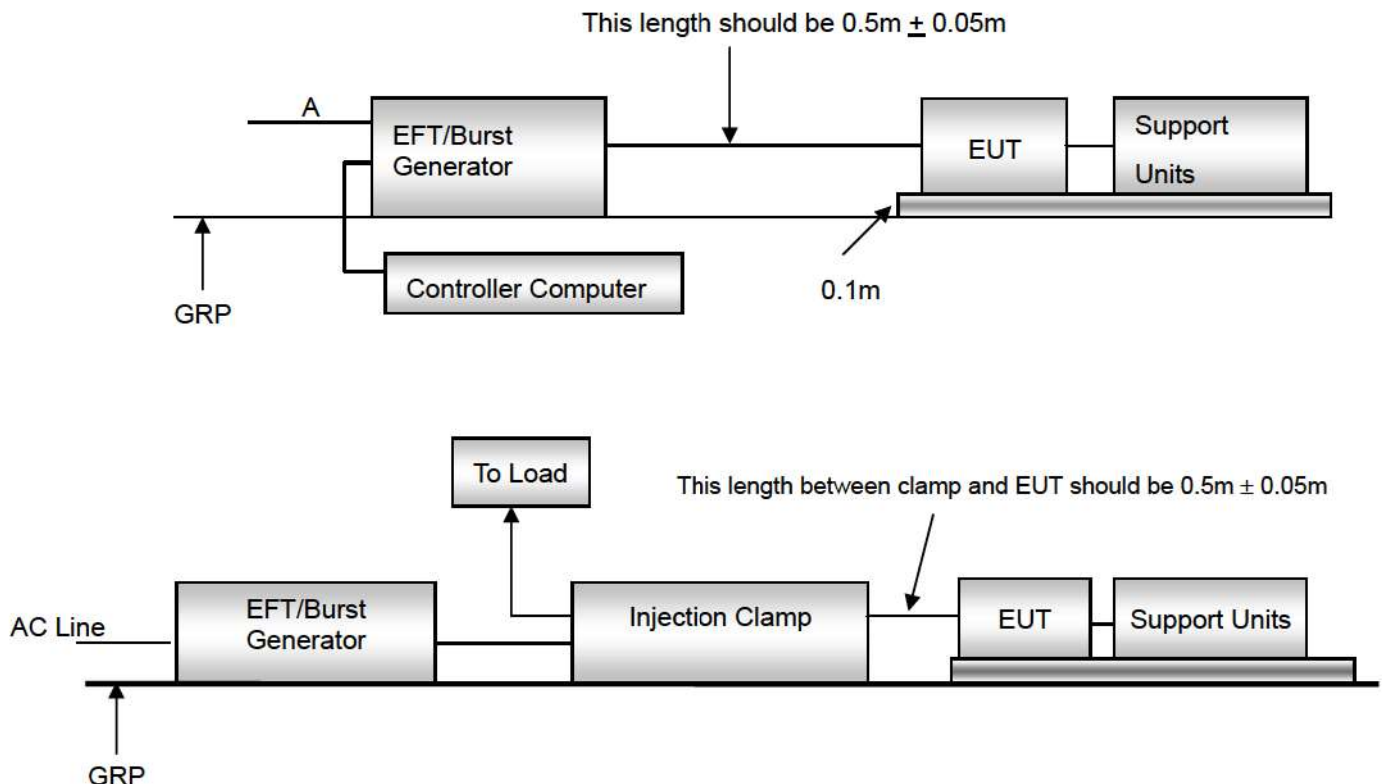 This length should be 0.5m ± 0.05m
A
EFT/Burst
Generator
EUT
Support
Units
GRP
Controller Computer
0.1m
To Load
This length between clamp and EUT should be 0.5m ± 0.05m
AC Line
EFT/Burst
Generator
Injection Clamp
EUT
Support Units
GRP